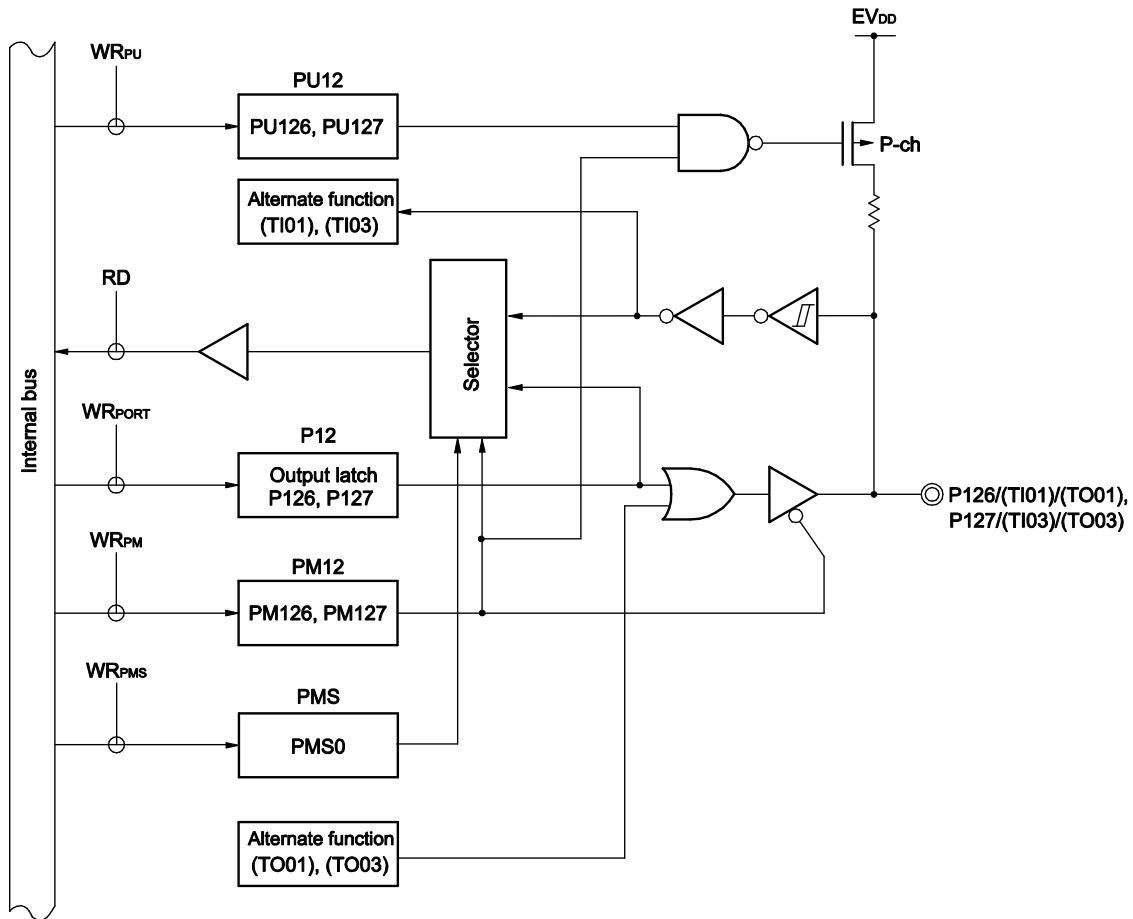 EVDD
WRPU
PU12
PU126, PU127
P-ch
Alternate function
(TI01), (TI03)
RD
Selector
Internal bus
WRPORT
P12
Output latch
P126, P127
P126/(TI01)/(TO01),
P127/(TI03)/(TO03)
WRPM
PM12
PM126, PM127
WRPMS
PMS
PMS0
Alternate function
(TO01), (TO03)